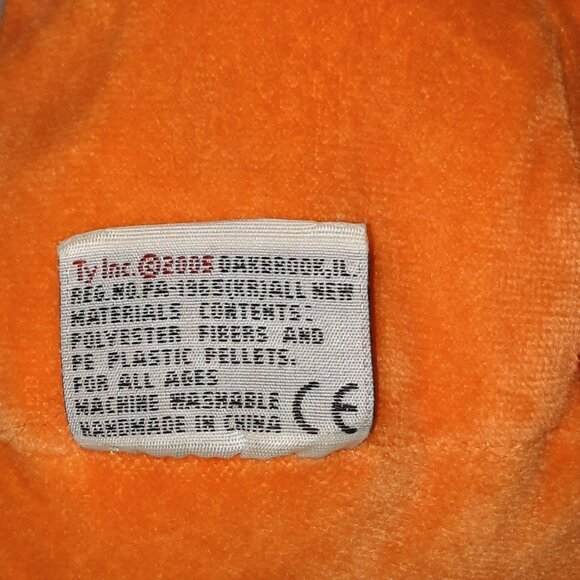 Ty Inc. © 2005 OAKBROOK, IL.
REG.NO.PA-1965(KR)ALL NEW
MATERIALS CONTENTS:
POLYESTER FIBERS AND
PE PLASTIC PELLETS.
FOR ALL AGES
MACHINE WASHABLE
HANDMADE IN CHINA
CE